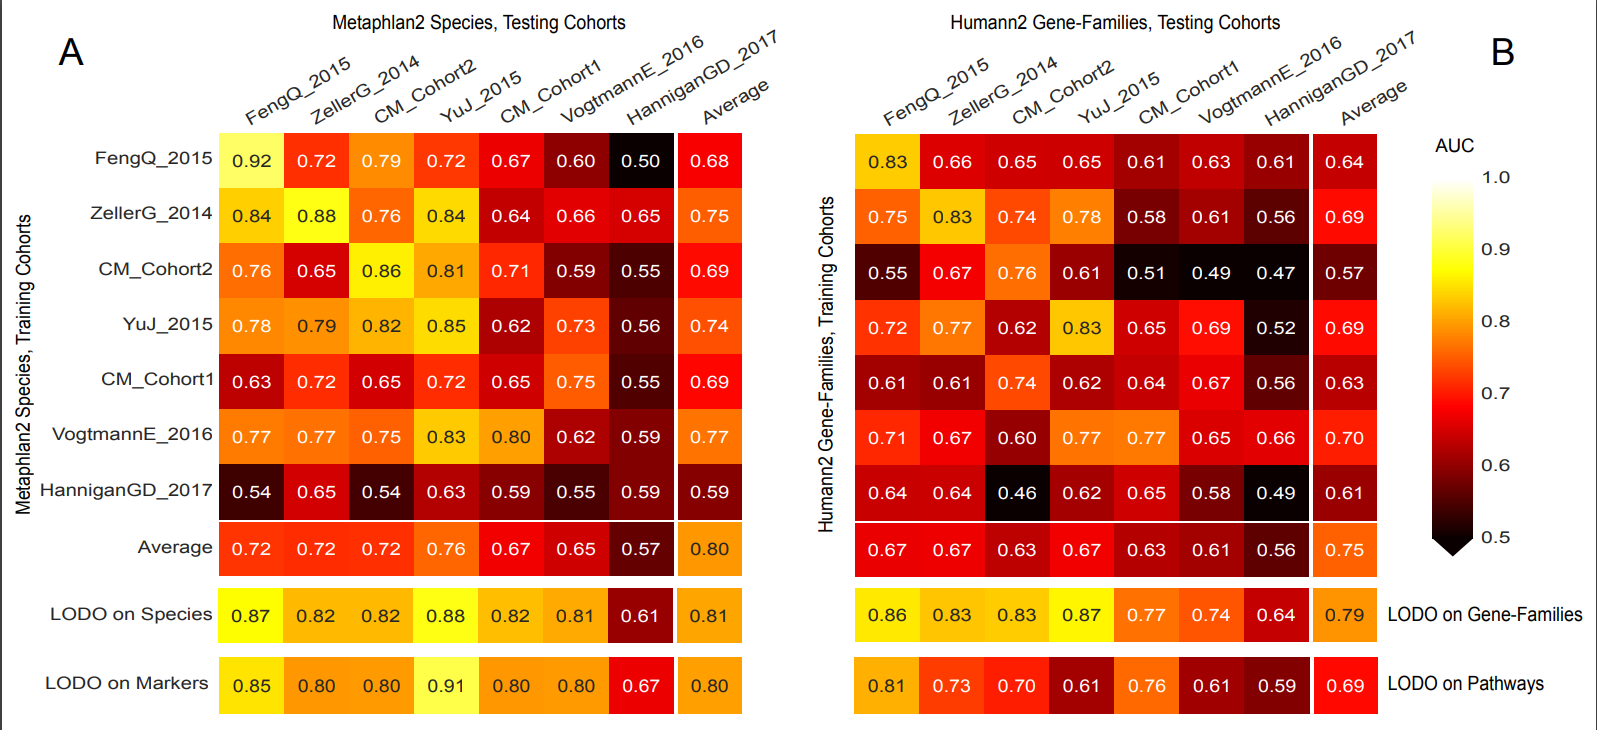 Metaphlan2 Species, Testing Cohorts
A
FengQ_2015 ZellerG_2014 CM_Cohort2 YuJ_2015 CM_Cohort1 VogtmannE_2016 HanniganGD_2017 Average
Metaphlan2 Species, Training Cohorts
FengQ_2015 0.92 0.72 0.79 0.72 0.67 0.60 0.50 0.68
ZellerG_2014 0.84 0.88 0.76 0.84 0.64 0.66 0.65 0.75
CM_Cohort2 0.76 0.65 0.86 0.81 0.71 0.59 0.55 0.69
YuJ_2015 0.78 0.79 0.82 0.85 0.62 0.73 0.56 0.74
CM_Cohort1 0.63 0.72 0.65 0.72 0.65 0.75 0.55 0.69
VogtmannE_2016 0.77 0.77 0.75 0.83 0.80 0.62 0.59 0.77
HanniganGD_2017 0.54 0.65 0.54 0.63 0.59 0.55 0.59 0.59
Average 0.72 0.72 0.72 0.76 0.67 0.65 0.57 0.80
LODO on Species 0.87 0.82 0.82 0.88 0.82 0.81 0.61 0.81
LODO on Markers 0.85 0.80 0.80 0.91 0.80 0.80 0.67 0.80
Humann2 Gene-Families, Testing Cohorts
B
FengQ_2015 ZellerG_2014 CM_Cohort2 YuJ_2015 CM_Cohort1 VogtmannE_2016 HanniganGD_2017 Average
Humann2 Gene-Families, Training Cohorts
0.83 0.66 0.65 0.65 0.61 0.63 0.61 0.64
0.75 0.83 0.74 0.78 0.58 0.61 0.56 0.69
0.55 0.67 0.76 0.61 0.51 0.49 0.47 0.57
0.72 0.77 0.62 0.83 0.65 0.69 0.52 0.69
0.61 0.61 0.74 0.62 0.64 0.67 0.56 0.63
0.71 0.67 0.60 0.77 0.77 0.65 0.66 0.70
0.64 0.64 0.46 0.62 0.65 0.58 0.49 0.61
0.67 0.67 0.63 0.67 0.63 0.61 0.56 0.75
0.86 0.83 0.83 0.87 0.77 0.74 0.64 0.79 LODO on Gene-Families
0.81 0.73 0.70 0.61 0.76 0.61 0.59 0.69 LODO on Pathways
AUC
1.0
0.9
0.8
0.7
0.6
0.5